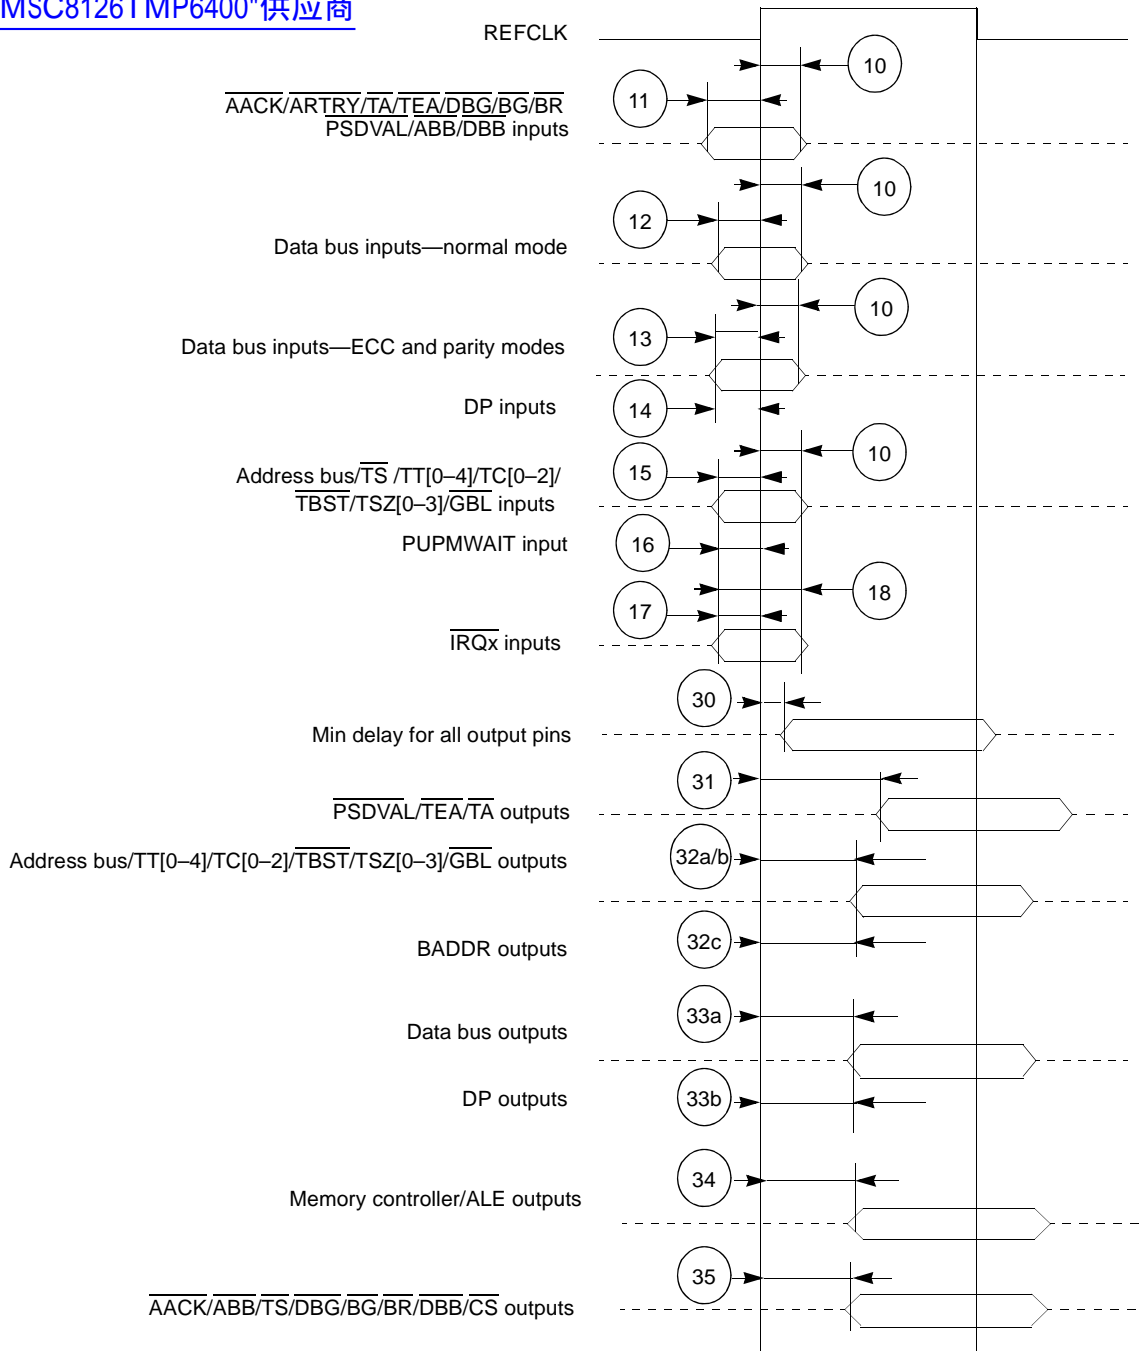 MSC8126TMP6400"供应商
REFCLK
10
11
AACK/ARTRY/TA/TEA/DBG/BG/BR
PSDVAL/ABB/DBB inputs
10
12
Data bus inputs—normal mode
10
13
Data bus inputs—ECC and parity modes
DP inputs
14
10
15
Address bus/TS /TT[0–4]/TC[0–2]/
TBST/TSZ[0–3]/GBL inputs
PUPMWAIT input
16
18
17
IRQx inputs
30
Min delay for all output pins
31
PSDVAL/TEA/TA outputs
32a/b
Address bus/TT[0–4]/TC[0–2]/TBST/TSZ[0–3]/GBL outputs
32c
BADDR outputs
33a
Data bus outputs
DP outputs
33b
34
Memory controller/ALE outputs
35
AACK/ABB/TS/DBG/BG/BR/DBB/CS outputs